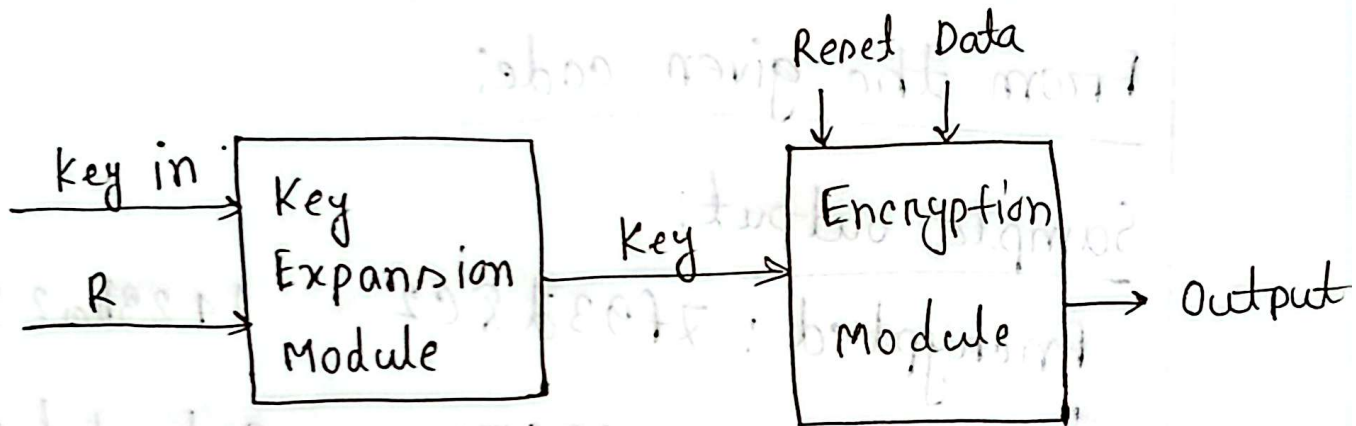 Reset Data
Key in
R
Key
Expansion
Module
Key
Encryption
Module
Output